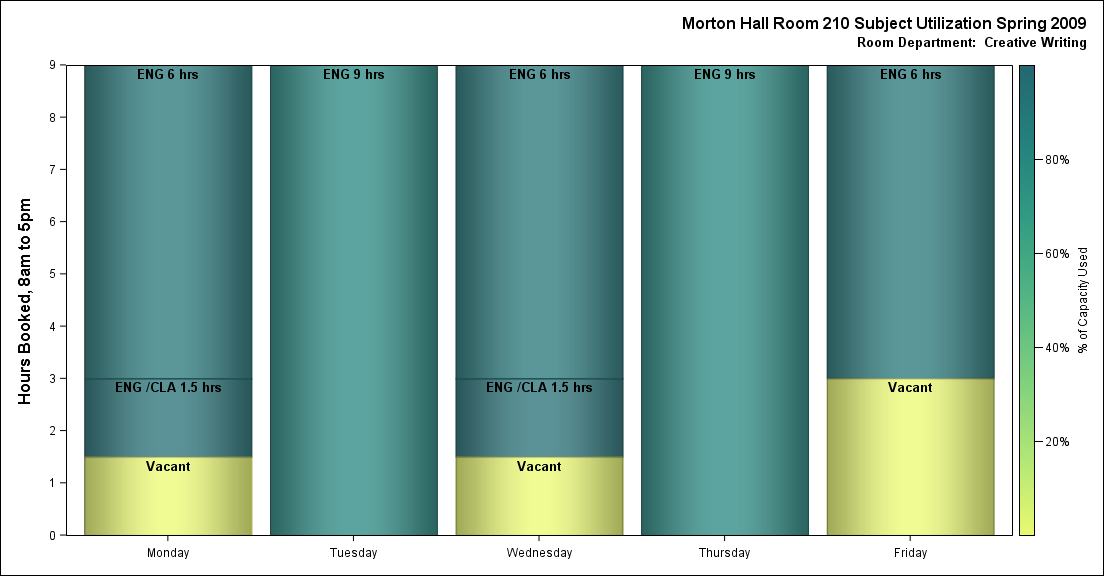 Morton Hall Room 210 Subject Utilization Spring 2009
Room Department:  Creative Writing
9
8
7
6
5
4
3
2
1
0
Hours Booked, 8am to 5pm
ENG 6 hrs
ENG /CLA 1.5 hrs
Vacant
ENG 9 hrs
ENG 6 hrs
ENG /CLA 1.5 hrs
Vacant
ENG 9 hrs
ENG 6 hrs
Vacant
Monday
Tuesday
Wednesday
Thursday
Friday
80%
60%
40%
20%
% of Capacity Used